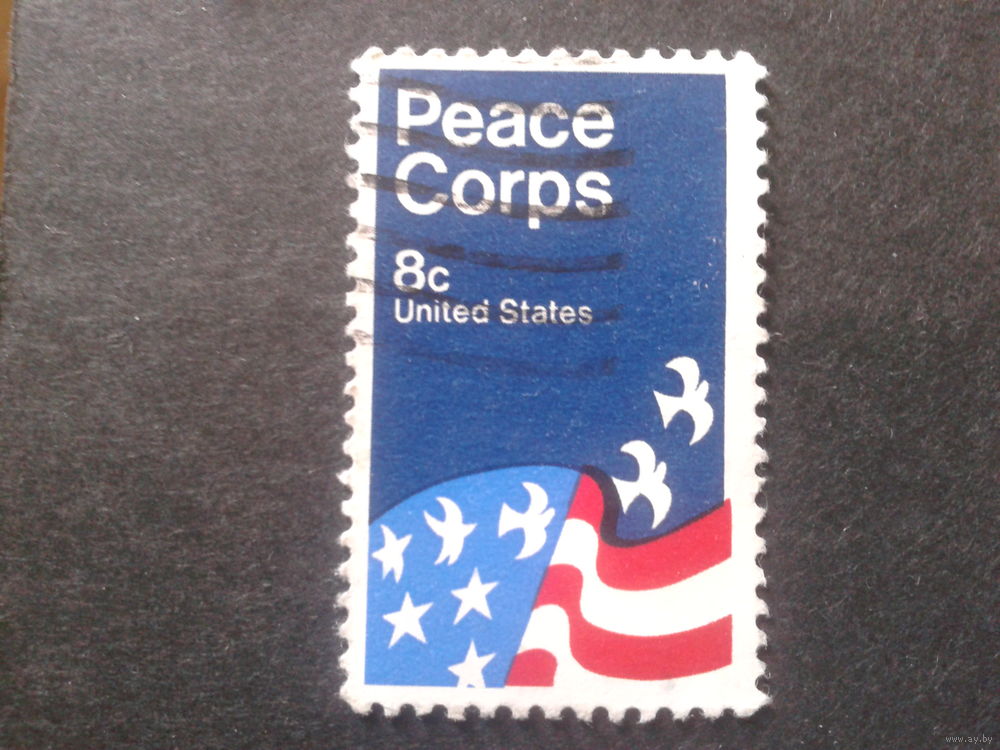 Peace
Corps
8c
United States
www.ay.by